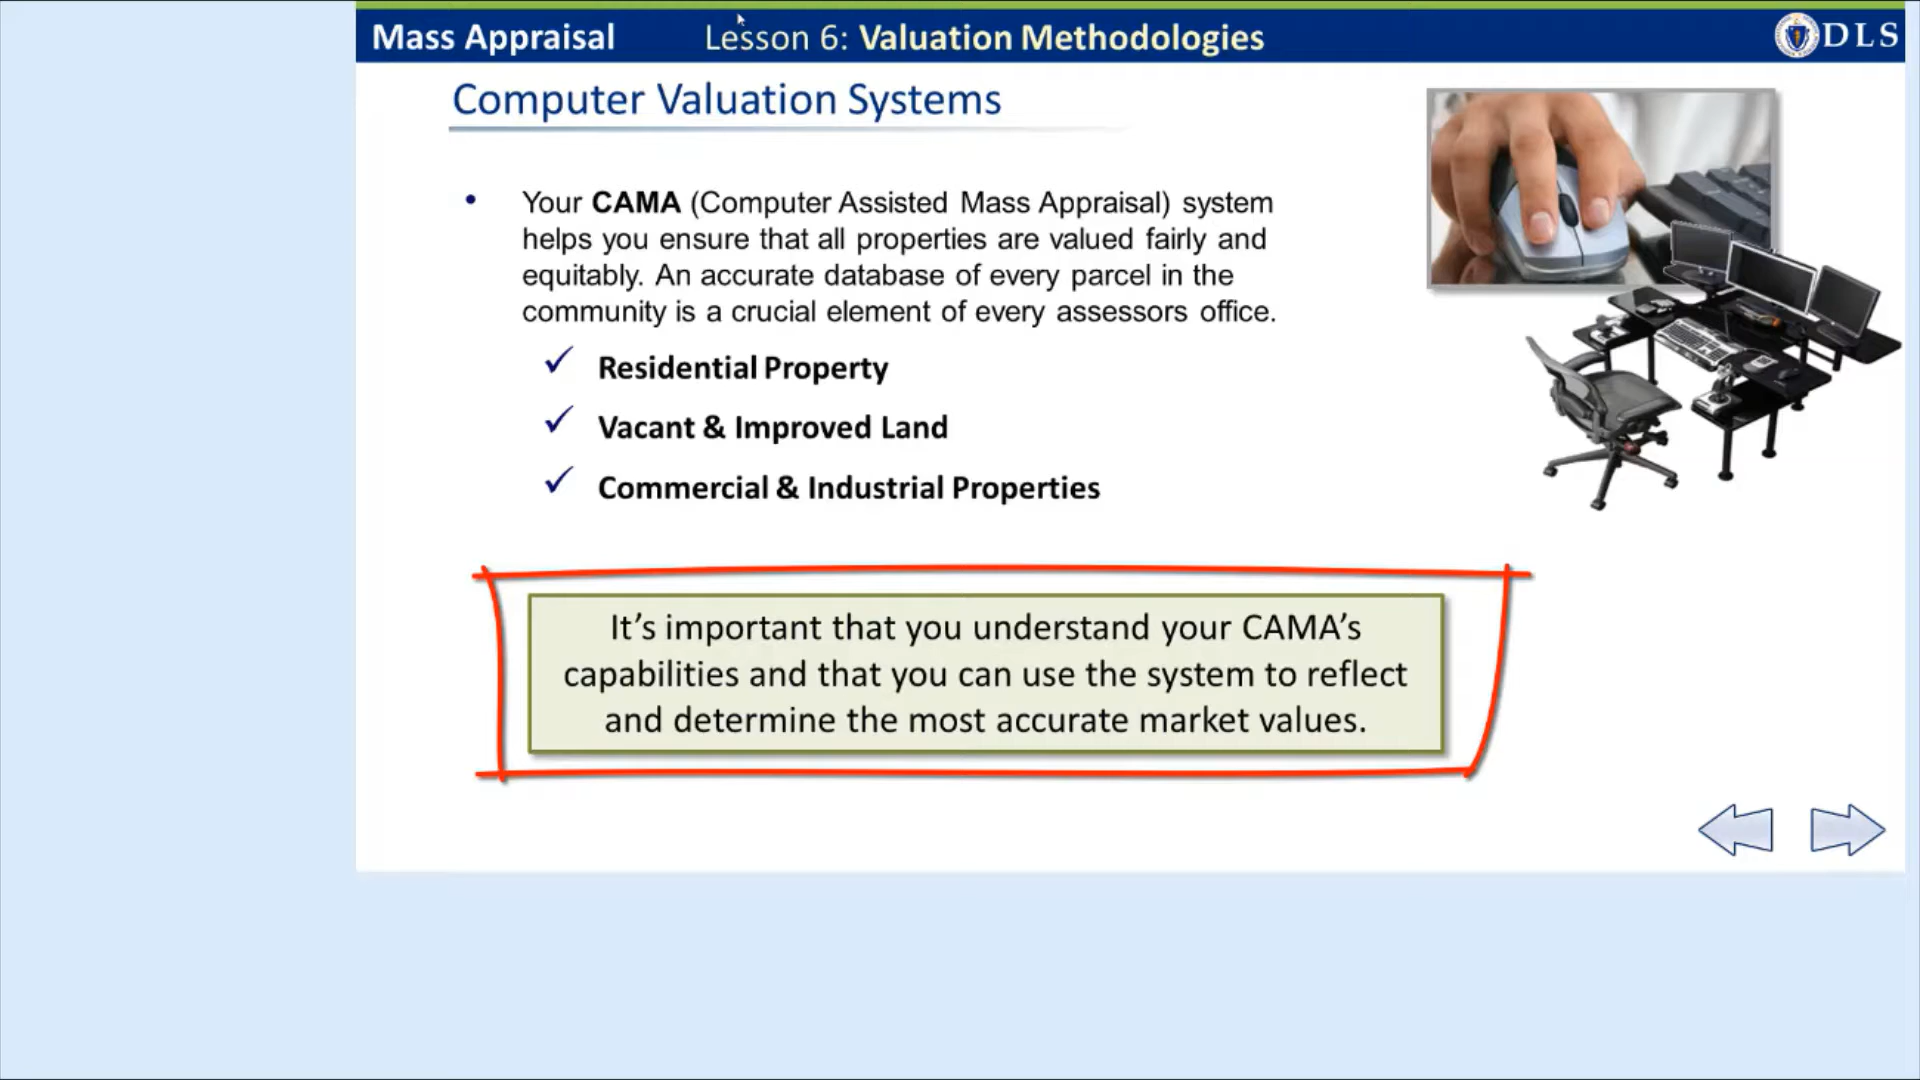 Mass Appraisal Lesson 6: Valuation Methodologies DLS
Computer Valuation Systems
• Your CAMA (Computer Assisted Mass Appraisal) system
helps you ensure that all properties are valued fairly and
equitably. An accurate database of every parcel in the
community is a crucial element of every assessors office.
✓ Residential Property
✓ Vacant & Improved Land
✓ Commercial & Industrial Properties
It’s important that you understand your CAMA’s
capabilities and that you can use the system to reflect
and determine the most accurate market values.